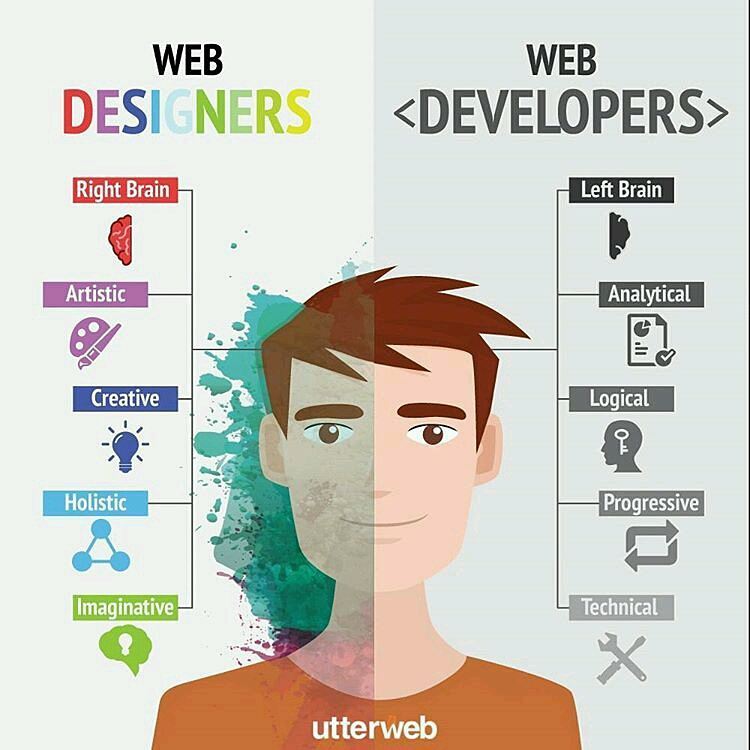 WEB
DESIGNERS
Right Brain
Artistic
Creative
Holistic
Imaginative
WEB
<DEVELOPERS>
Left Brain
Analytical
Logical
Progressive
Technical
utterweb